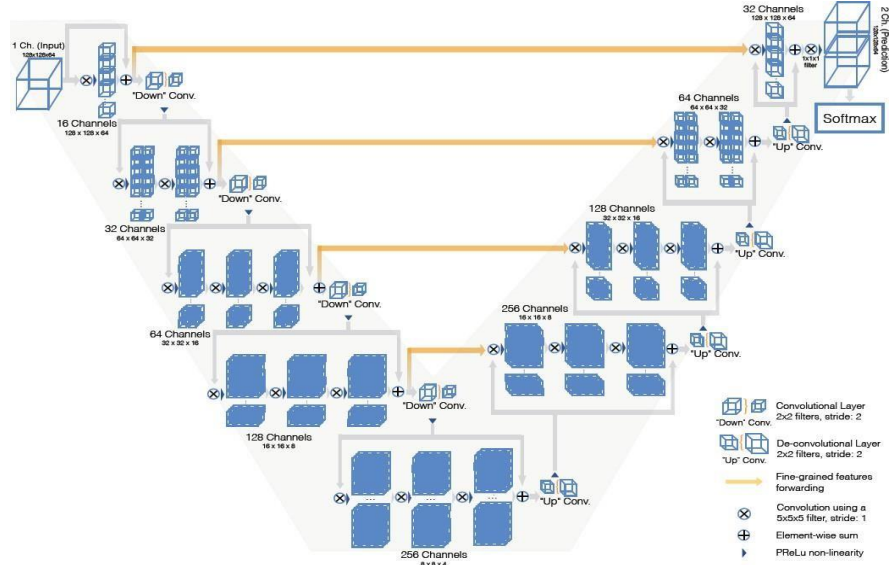 1 Ch. (Input)
128x128x64
"Down" Conv.
16 Channels
128 x 128 x 64
"Down" Conv.
32 Channels
64 x 64 x 32
"Down" Conv.
64 Channels
32 x 32 x 16
"Down" Conv.
128 Channels
16 x 16 x 8
256 Channels
8 x 8 x 4
"Up" Conv.
256 Channels
16 x 16 x 8
"Up" Conv.
128 Channels
32 x 32 x 16
"Up" Conv.
64 Channels
64 x 64 x 32
"Up" Conv.
32 Channels
128 x 128 x 64
1x1x1
filter
2 Ch. (Prediction)
128x128x64
Softmax
"Down" Conv.
Convolutional Layer
2x2 filters, stride: 2
"Up" Conv.
De-convolutional Layer
2x2 filters, stride: 2
Fine-grained features
forwarding
Convolution using a
5x5x5 filter, stride: 1
Element-wise sum
PReLu non-linearity